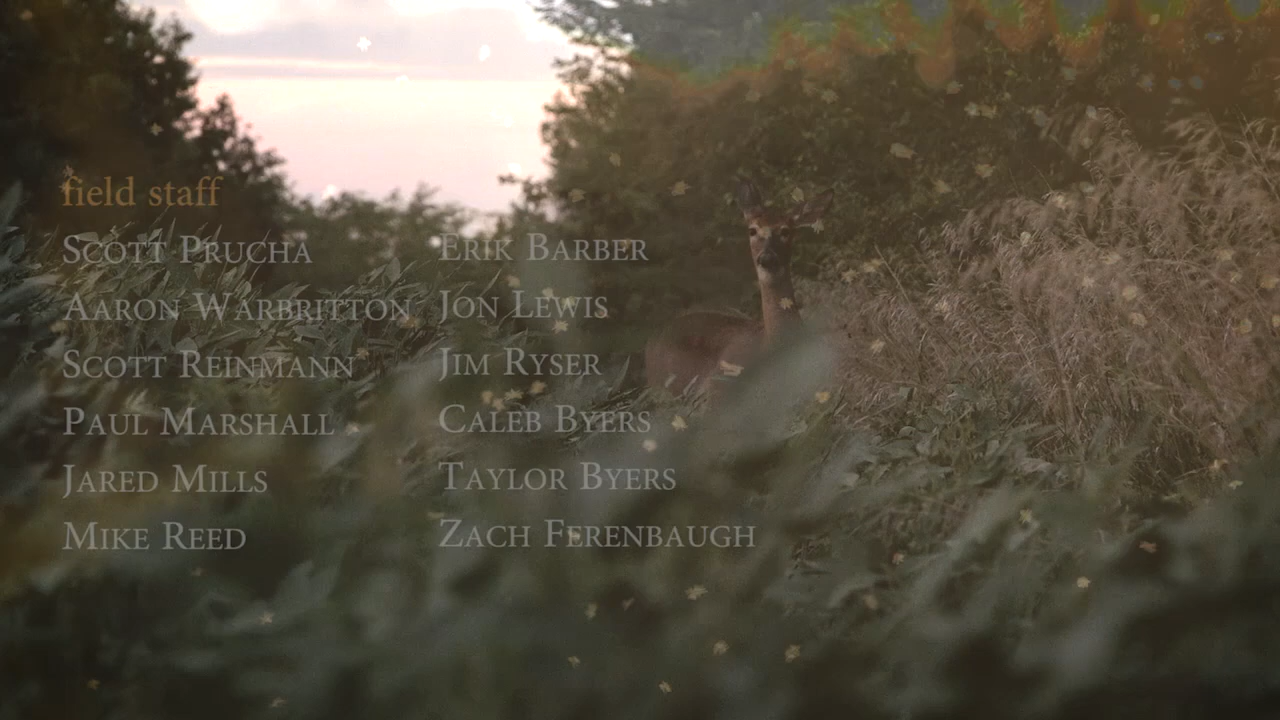 field staff
Scott Prucha
Aaron Warbritton
Scott Reinmann
Paul Marshall
Jared Mills
Mike Reed
Erik Barber
Jon Lewis
Jim Ryser
Caleb Byers
Taylor Byers
Zach Ferenbaugh